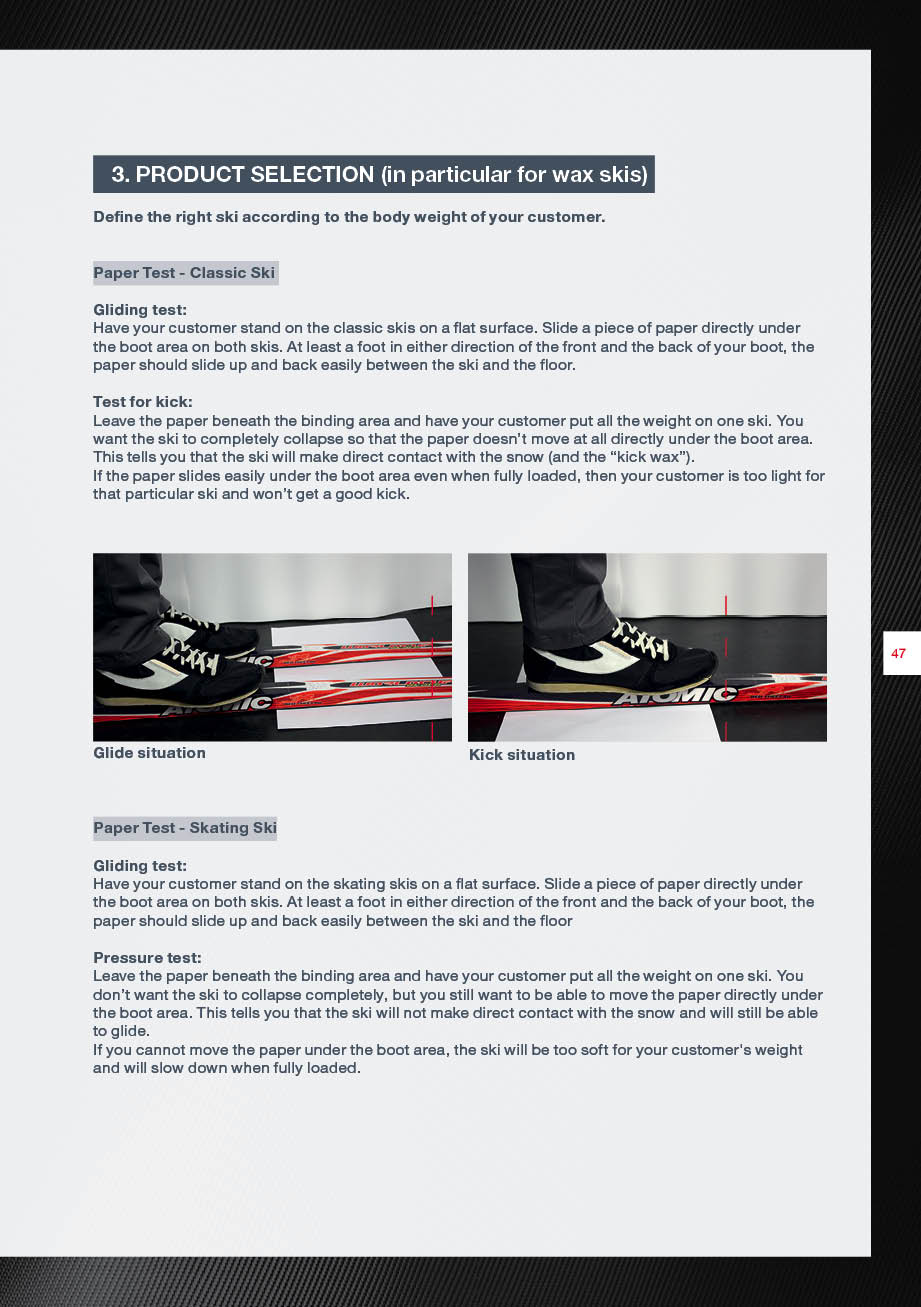 3. PRODUCT SELECTION (in particular for wax skis)
Define the right ski according to the body weight of your customer.
Paper Test - Classic Ski
Gliding test:
Have your customer stand on the classic skis on a flat surface. Slide a piece of paper directly under
the boot area on both skis. At least a foot in either direction of the front and the back of your boot, the
paper should slide up and back easily between the ski and the floor.
Test for kick:
Leave the paper beneath the binding area and have your customer put all the weight on one ski. You
want the ski to completely collapse so that the paper doesn't move at all directly under the boot area.
This tells you that the ski will make direct contact with the snow (and the “kick wax”).
If the paper slides easily under the boot area even when fully loaded, then your customer is too light for
that particular ski and won’t get a good kick.
ATOMIC
47
Glide situation
Kick situation
Paper Test - Skating Ski
Gliding test:
Have your customer stand on the skating skis on a flat surface. Slide a piece of paper directly under
the boot area on both skis. At least a foot in either direction of the front and the back of your boot, the
paper should slide up and back easily between the ski and the floor
Pressure test:
Leave the paper beneath the binding area and have your customer put all the weight on one ski. You
don’t want the ski to collapse completely, but you still want to be able to move the paper directly under
the boot area. This tells you that the ski will not make direct contact with the snow and will still be able
to glide.
If you cannot move the paper under the boot area, the ski will be too soft for your customer's weight
and will slow down when fully loaded.